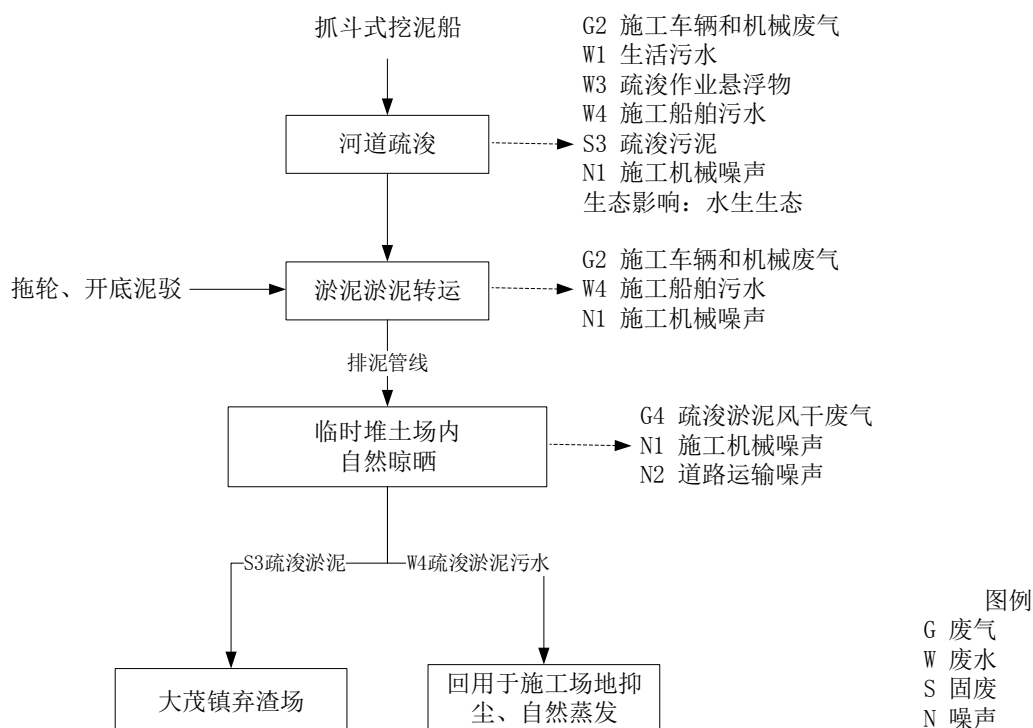 抓斗式挖泥船
G2 施工车辆和机械废气
W1 生活污水
W3 疏浚作业悬浮物
W4 施工船舶污水
S3 疏浚污泥
N1 施工机械噪声
生态影响：水生生态
河道疏浚
拖轮、开底泥驳
淤泥淤泥转运
G2 施工车辆和机械废气
W4 施工船舶污水
N1 施工机械噪声
排泥管线
临时堆土场内
自然晾晒
G4 疏浚淤泥风干废气
N1 施工机械噪声
N2 道路运输噪声
S3疏浚淤泥
W4疏浚淤泥污水
大茂镇弃渣场
回用于施工场地抑
尘、自然蒸发
图例
G 废气
W 废水
S 固废
N 噪声